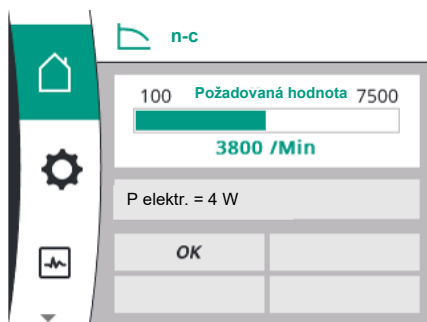 n-c
100 Požadovaná hodnota 7500
3800 /Min
P elektr. = 4 W
OK